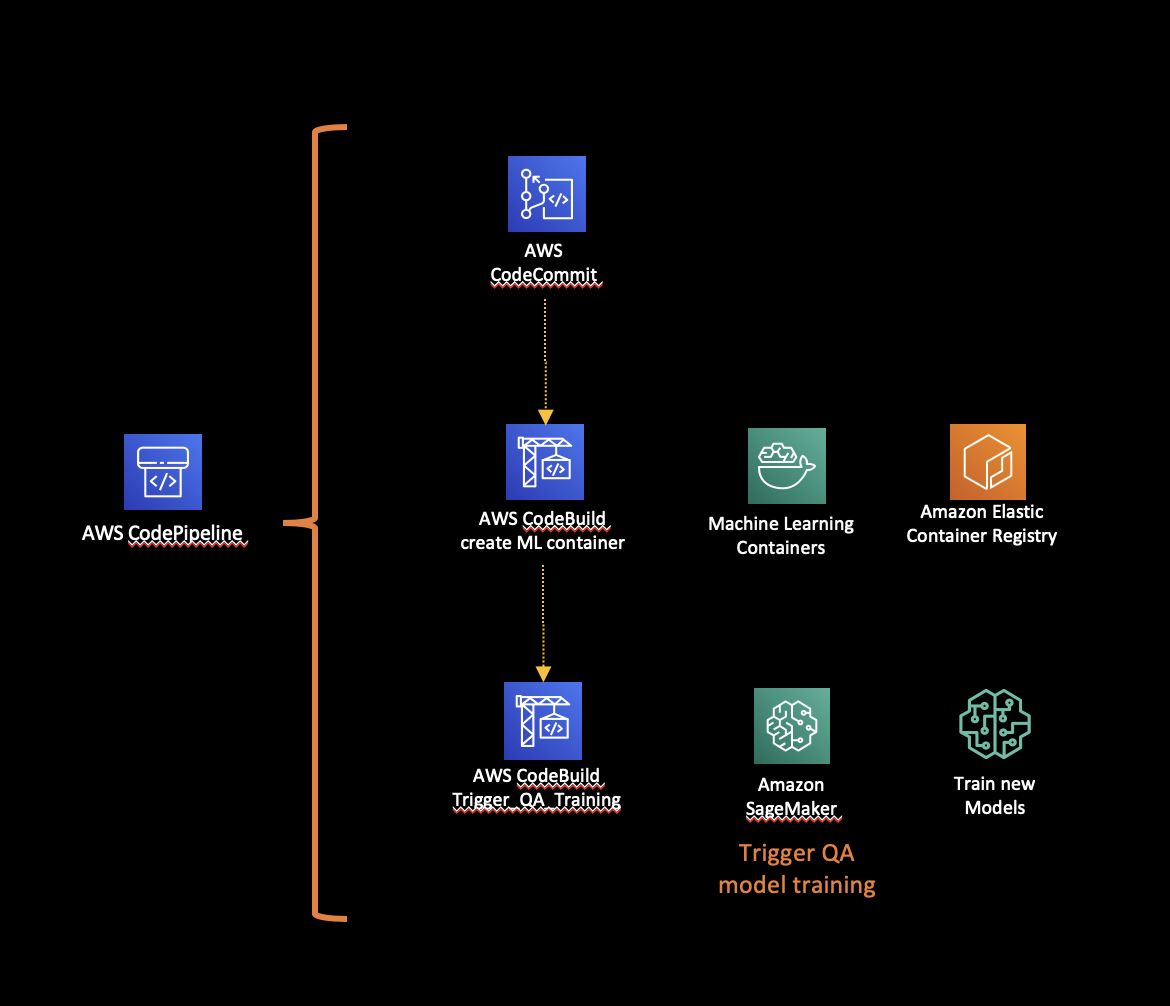 AWS
CodeCommit
AWS CodePipeline
AWS CodeBuild
create ML container
Machine Learning
Containers
Amazon Elastic
Container Registry
AWS CodeBuild
Trigger_QA_Training
Amazon
SageMaker
Trigger QA
model training
Train new
Models